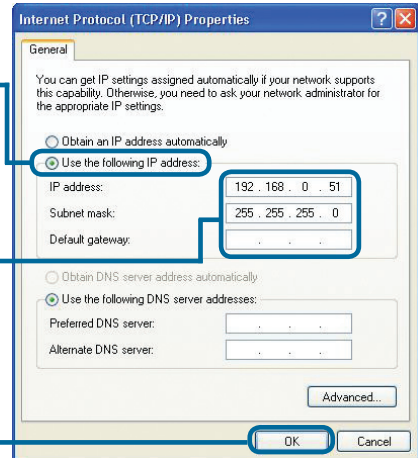 Internet Protocol (TCP/IP) Properties
General
You can get IP settings assigned automatically if your network supports
this capability. Otherwise, you need to ask your network administrator for
the appropriate IP settings.
Obtain an IP address automatically
Use the following IP address:
IP address: 192 . 168 . 0 . 51
Subnet mask: 255 . 255 . 255 . 0
Default gateway: . . .
Obtain DNS server address automatically
Use the following DNS server addresses:
Preferred DNS server: . . .
Alternate DNS server: . . .
Advanced...
OK Cancel